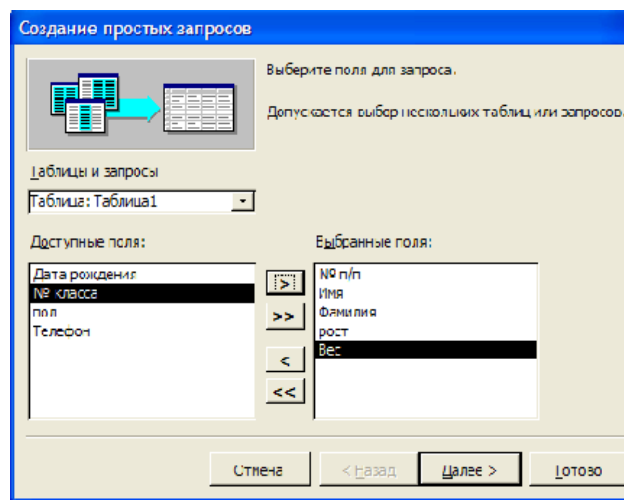 Создание простых запросов
Выберите поля для запроса.
Допускается выбор нескольких таблиц или запросов.
Таблицы и запросы
Таблица: Таблица1
Доступные поля:
Выбранные поля:
Дата рождения
№ класса
пол
Телефон
>
>>
<
<<
№ п/п
Имя
Фамилия
рост
Вес
Отмена
< Назад
Далее >
Готово